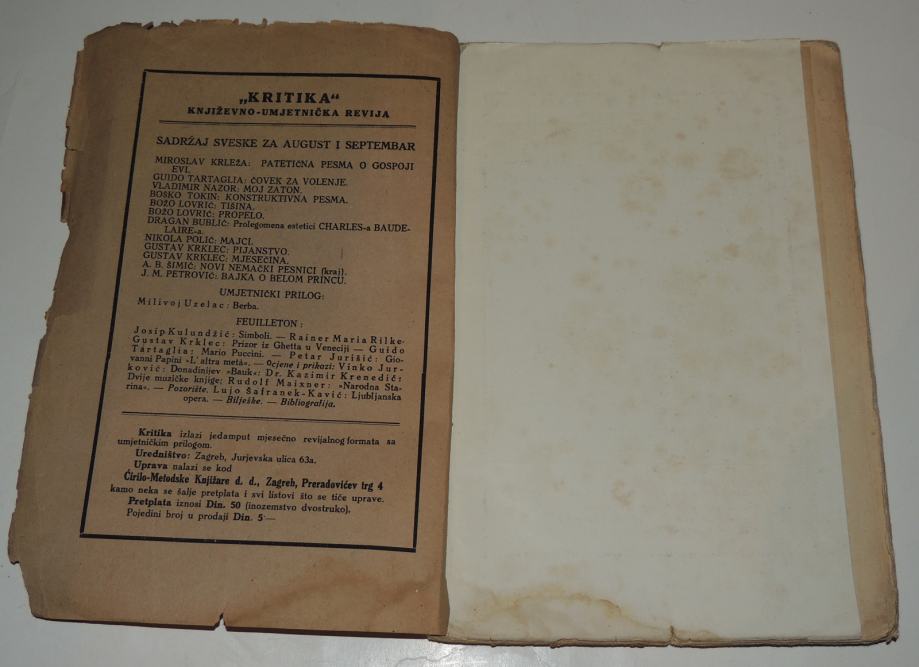 „KRITIKA“
KNJIŽEVNO-UMJETNIČKA REVIJA
SADRŽAJ SVESKE ZA AUGUST I SEPTEMBAR
MIROSLAV KRLEŽA: PATETIČNA PESMA O GOSPOJI
EVI.
GUIDO TARTAGLIA: ČOVEK ZA VOLENJE.
VLADIMIR NAZOR: MOJ ZATON.
BOŠKO TOKIN: KONSTRUKTIVNA PESMA.
BOŽO LOVRIĆ: TIŠINA.
BOŽO LOVRIĆ: PROPELO.
DRAGAN BUBLIĆ: Prolegomena estetici CHARLES-a BAUDE-
LAIRE-a.
NIKOLA POLIĆ: MAJCI.
GUSTAV KRKLEC: PIJANSTVO.
GUSTAV KRKLEC: MJESEČINA.
A. B. ŠIMIĆ: NOVI NEMAČKI PESNICI (kraj).
J. M. PETROVIĆ: BAJKA O BELOM PRINCU.
UMJETNIČKI PRILOG:
Milivoj Uzelac: Berba.
FEUILLETON:
Josip Kulundžić: Simboli. — Rainer Maria Rilke-
Gustav Krklec: Prizor iz Ghetta u Veneciji — Guido
Tartaglia: Mario Puccini. — Petar Jurišić: Gio-
vanni Papini »L'altra metà«. — Ocjene i prikazi: Vinko Jur-
ković: Donadinijev »Bauk«: Dr. Kazimir Krenedić:
Dvije muzičke knjige; Rudolf Maixner: »Narodna Sta-
rina«. — Pozorište. Lujo Šafranek-Kavić: Ljubljanska
opera. — Bilješke. — Bibliografija.
Kritika izlazi jedamput mjesečno revijalnog formata sa
umjetničkim prilogom.
Uredništvo: Zagreb, Jurjevska ulica 63a.
Uprava nalazi se kod
Ćirilo-Metodske Knjižare d. d., Zagreb, Preradovićev trg 4
kamo neka se šalje pretplata i svi listovi što se tiče uprave.
Pretplata iznosi Din. 50 (inozemstvo dvostruko).
Pojedini broj u prodaji Din. 5·—